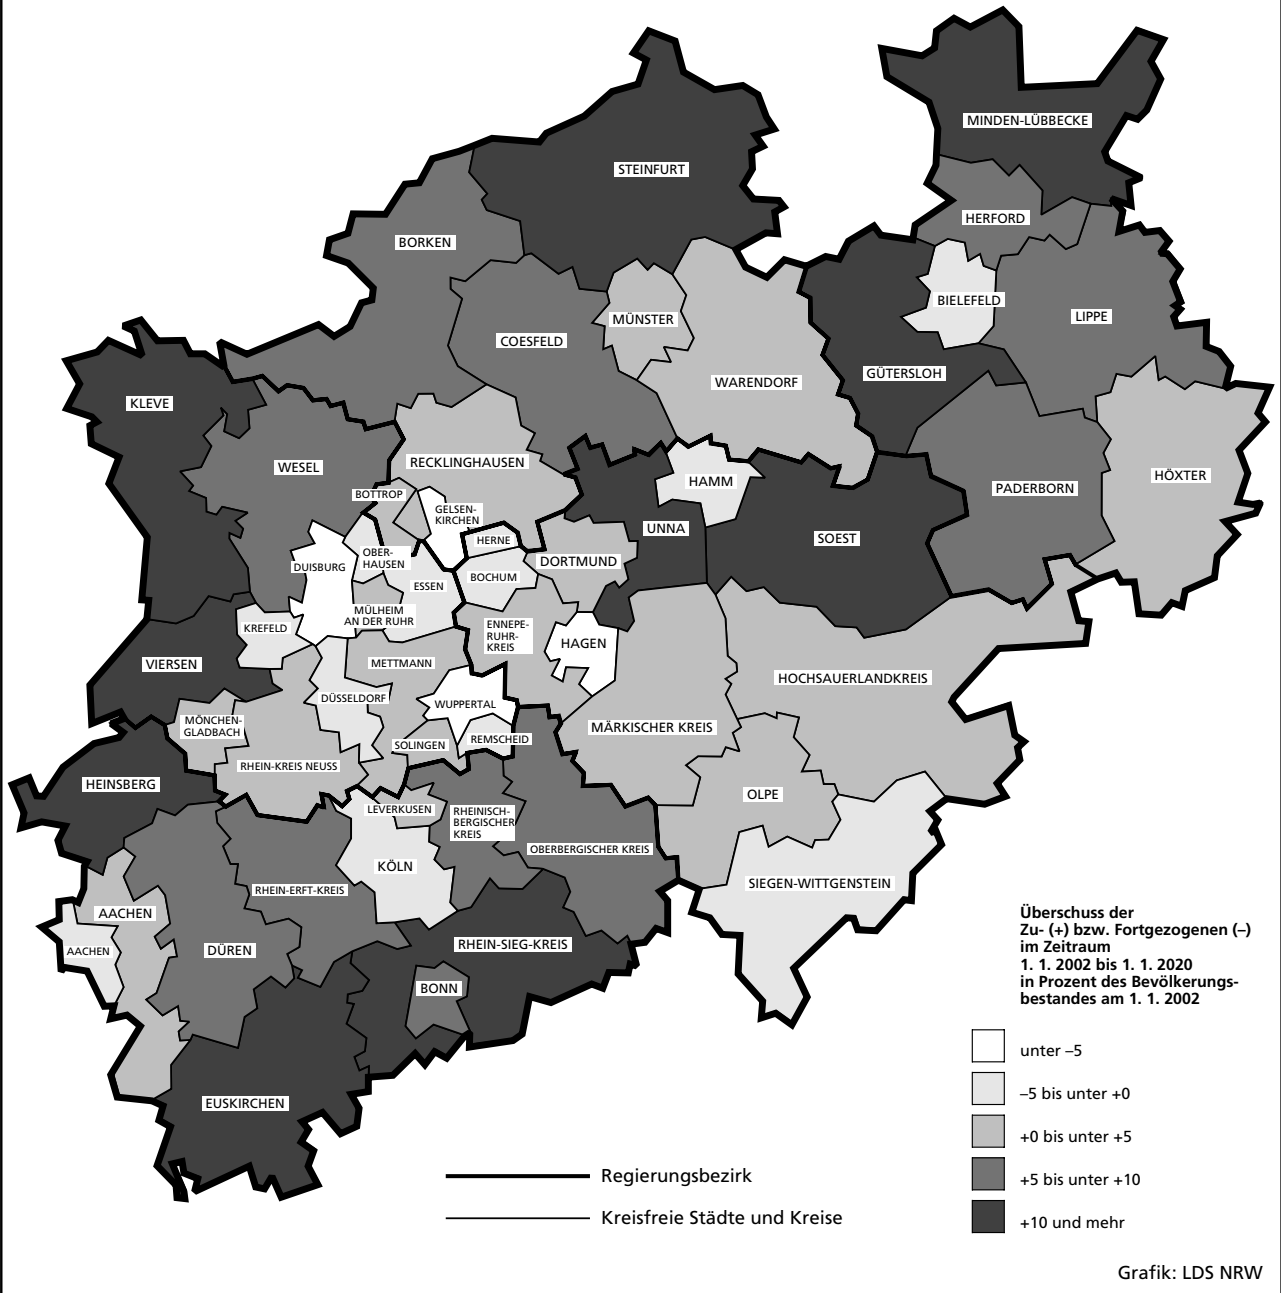 MINDEN-LÜBBECKE
STEINFURT
HERFORD
BORKEN
BIELEFELD
LIPPE
MÜNSTER
COESFELD
GÜTERSLOH
WARENDORF
KLEVE
RECKLINGHAUSEN
WESEL
HÖXTER
HAMM
PADERBORN
BOTTROP
GELSEN-
KIRCHEN
UNNA
SOEST
HERNE
OBER-
HAUSEN
DORTMUND
DUISBURG
BOCHUM
ESSEN
MÜLHEIM
AN DER RUHR
KREFELD
ENNEPE-
RUHR-
KREIS
HAGEN
VIERSEN
METTMANN
HOCHSAUERLANDKREIS
DÜSSELDORF
WUPPERTAL
MÖNCHEN-
GLADBACH
MÄRKISCHER KREIS
REMSCHEID
SOLINGEN
RHEIN-KREIS NEUSS
HEINSBERG
OLPE
LEVERKUSEN
RHEINISCH-
BERGISCHER
KREIS
OBERBERGISCHER KREIS
KÖLN
SIEGEN-WITTGENSTEIN
RHEIN-ERFT-KREIS
AACHEN
RHEIN-SIEG-KREIS
AACHEN
DÜREN
BONN
EUSKIRCHEN
Überschuss der
Zu- (+) bzw. Fortgezogenen (–)
im Zeitraum
1. 1. 2002 bis 1. 1. 2020
in Prozent des Bevölkerungs-
bestandes am 1. 1. 2002
unter –5
–5 bis unter +0
+0 bis unter +5
+5 bis unter +10
+10 und mehr
Regierungsbezirk
Kreisfreie Städte und Kreise
Grafik: LDS NRW